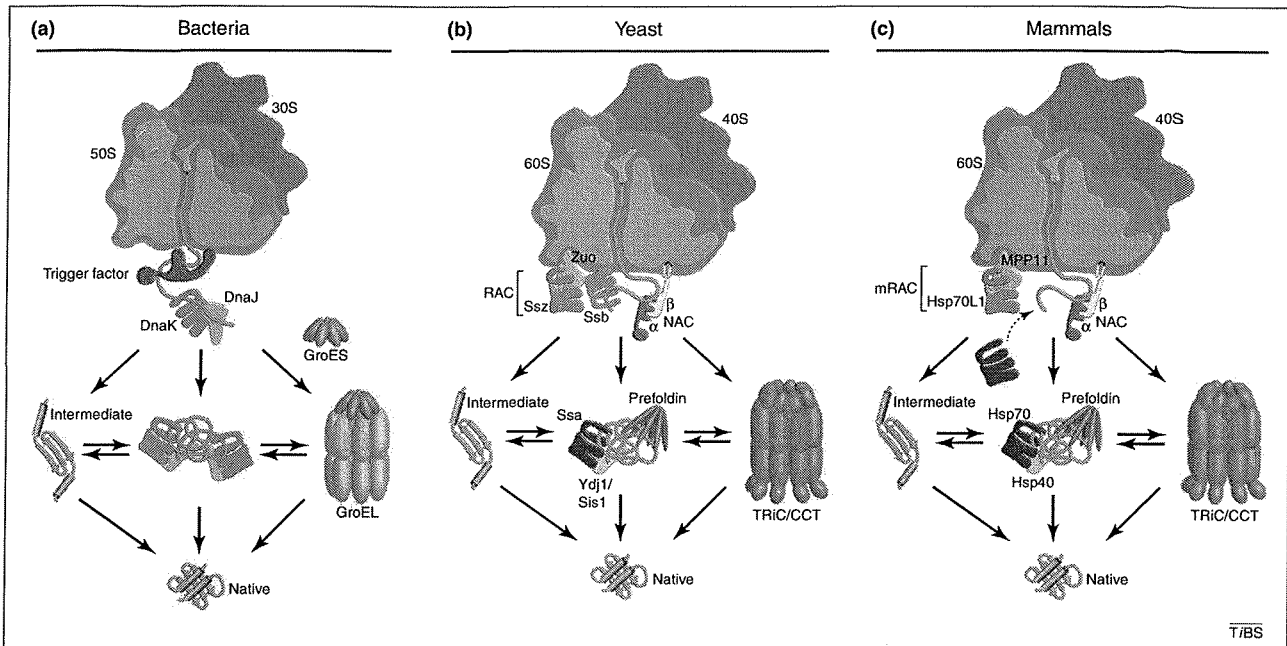 (a) Bacteria
30S
50S
Trigger factor
DnaJ
DnaK
GroES
Intermediate
GroEL
Native
(b) Yeast
40S
60S
Zuo
RAC
Ssz
Ssb
β
α NAC
Intermediate
Ssa
Prefoldin
Ydj1/
Sis1
TRiC/CCT
Native
(c) Mammals
40S
60S
MPP11
mRAC
Hsp70L1
β
α NAC
Intermediate
Hsp70
Prefoldin
Hsp40
TRiC/CCT
Native
TiBS